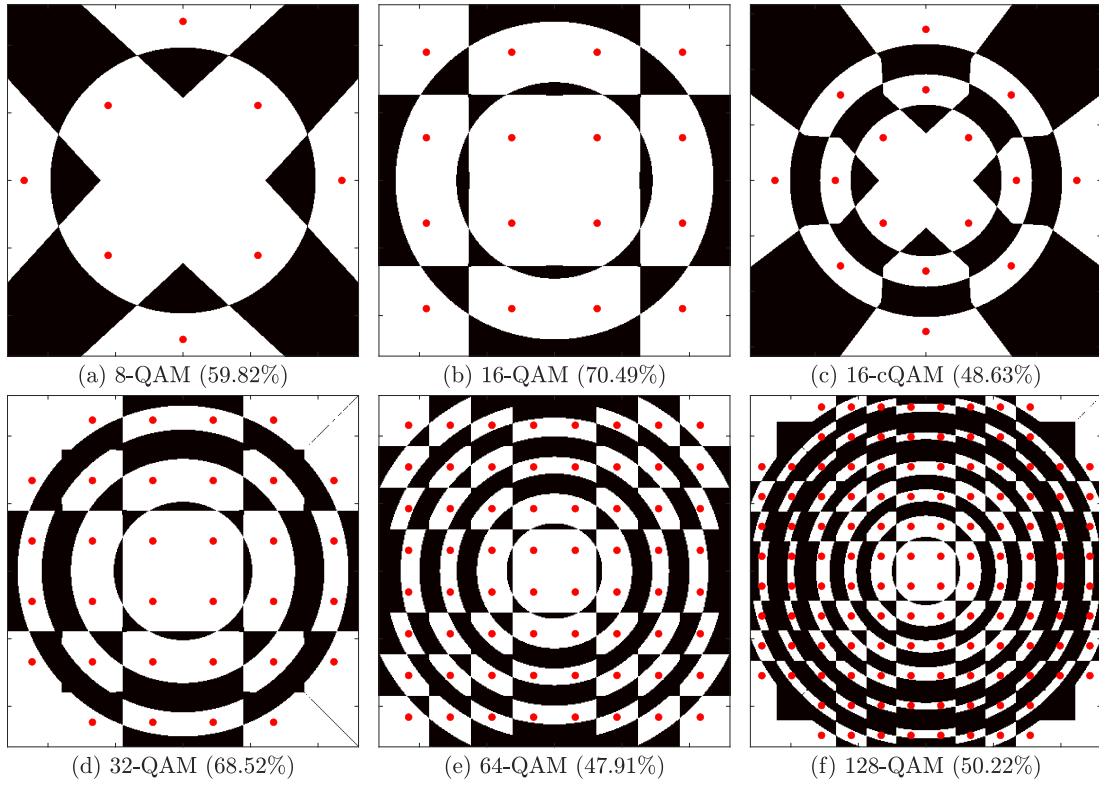 (a) 8-QAM (59.82%)
(b) 16-QAM (70.49%)
(c) 16-cQAM (48.63%)
(d) 32-QAM (68.52%)
(e) 64-QAM (47.91%)
(f) 128-QAM (50.22%)